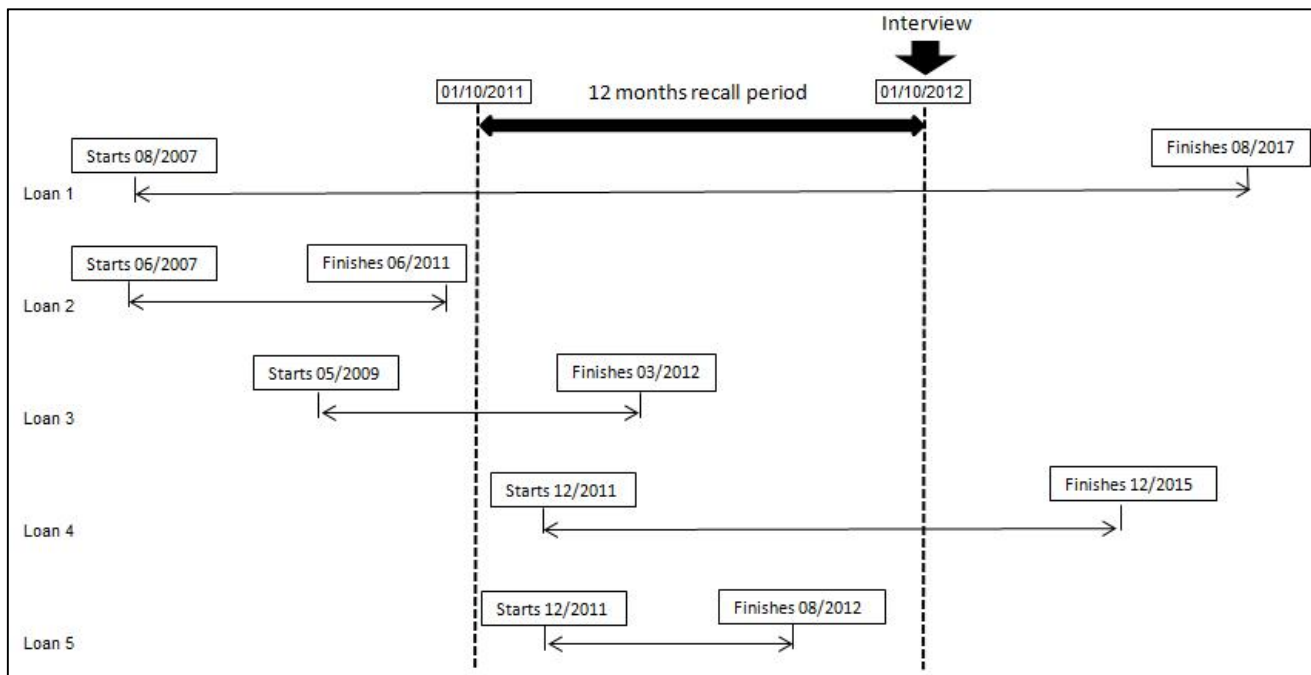 Interview
01/10/2011
12 months recall period
01/10/2012
Starts 08/2007
Finishes 08/2017
Loan 1
Starts 06/2007
Finishes 06/2011
Loan 2
Starts 05/2009
Finishes 03/2012
Loan 3
Starts 12/2011
Finishes 12/2015
Loan 4
Starts 12/2011
Finishes 08/2012
Loan 5